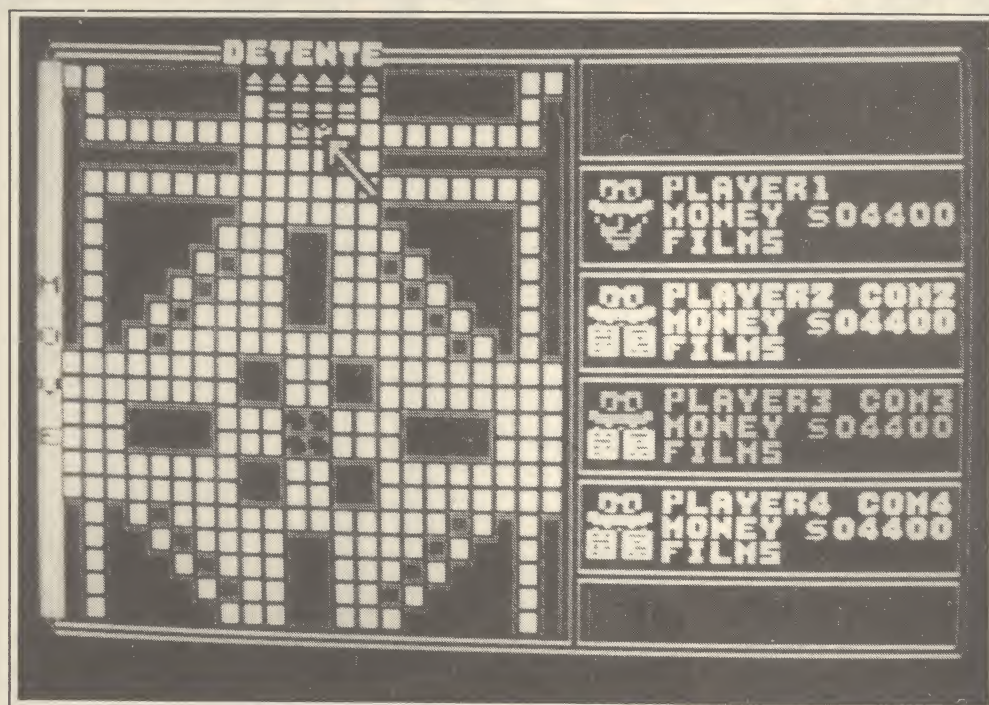 DETENTE
MOVE
PLAYER1
MONEY $04400
FILMS
PLAYER2 COM2
MONEY $04400
FILMS
PLAYER3 COM3
MONEY $04400
FILMS
PLAYER4 COM4
MONEY $04400
FILMS